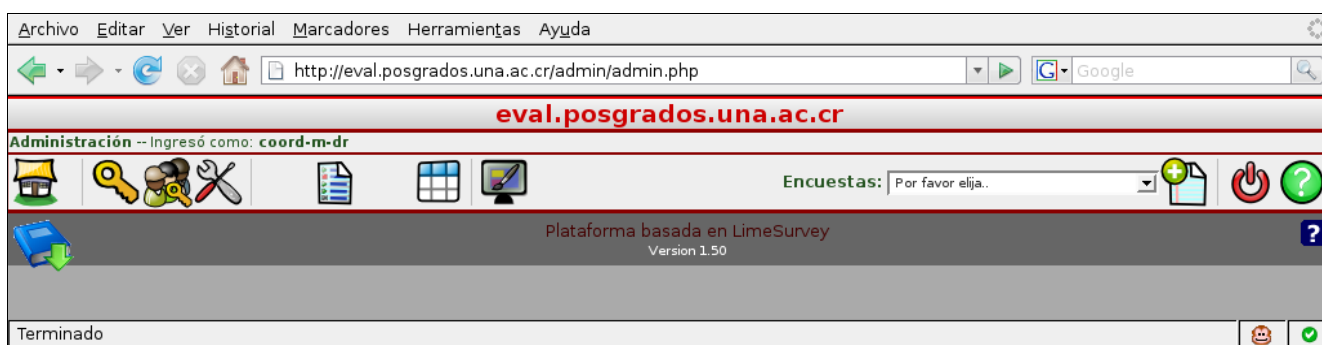 Archivo Editar Ver Historial Marcadores Herramientas Ayuda
http://eval.posgrados.una.ac.cr/admin/admin.php G Google
eval.posgrados.una.ac.cr
Administración -- Ingresó como: coord-m-dr
Encuestas: Por favor elija.. ?
Plataforma basada en LimeSurvey ?
Version 1.50
Terminado